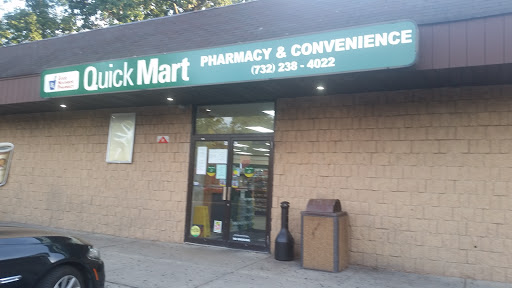 Quick Mart
PHARMACY & CONVENIENCE
(732) 238 - 4022